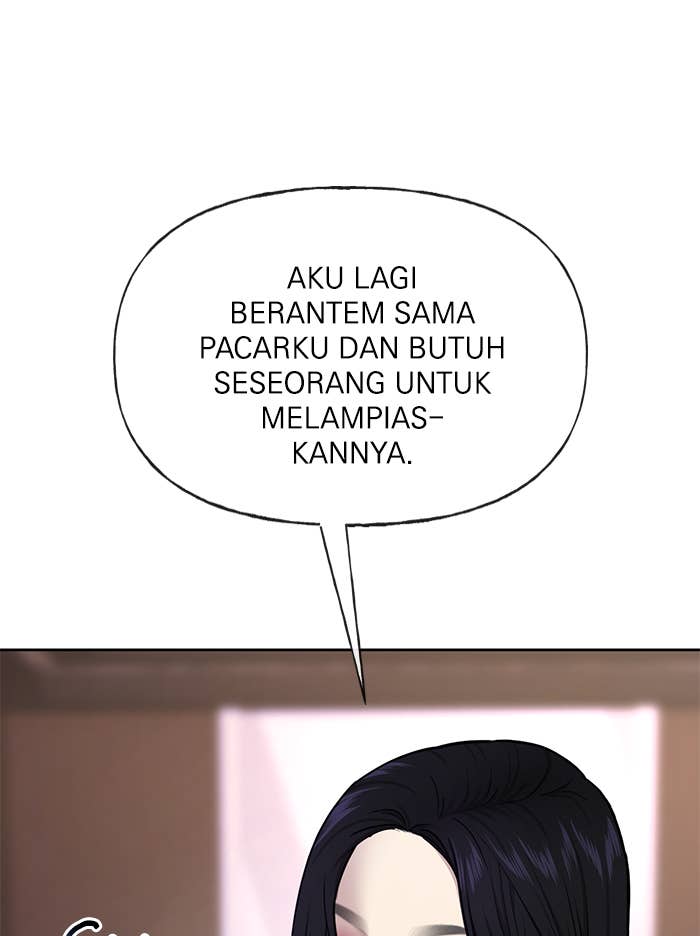 AKU LAGI
BERANTEM SAMA
PACARKU DAN BUTUH
SESEORANG UNTUK
MELAMPIAS-
KANNYA.